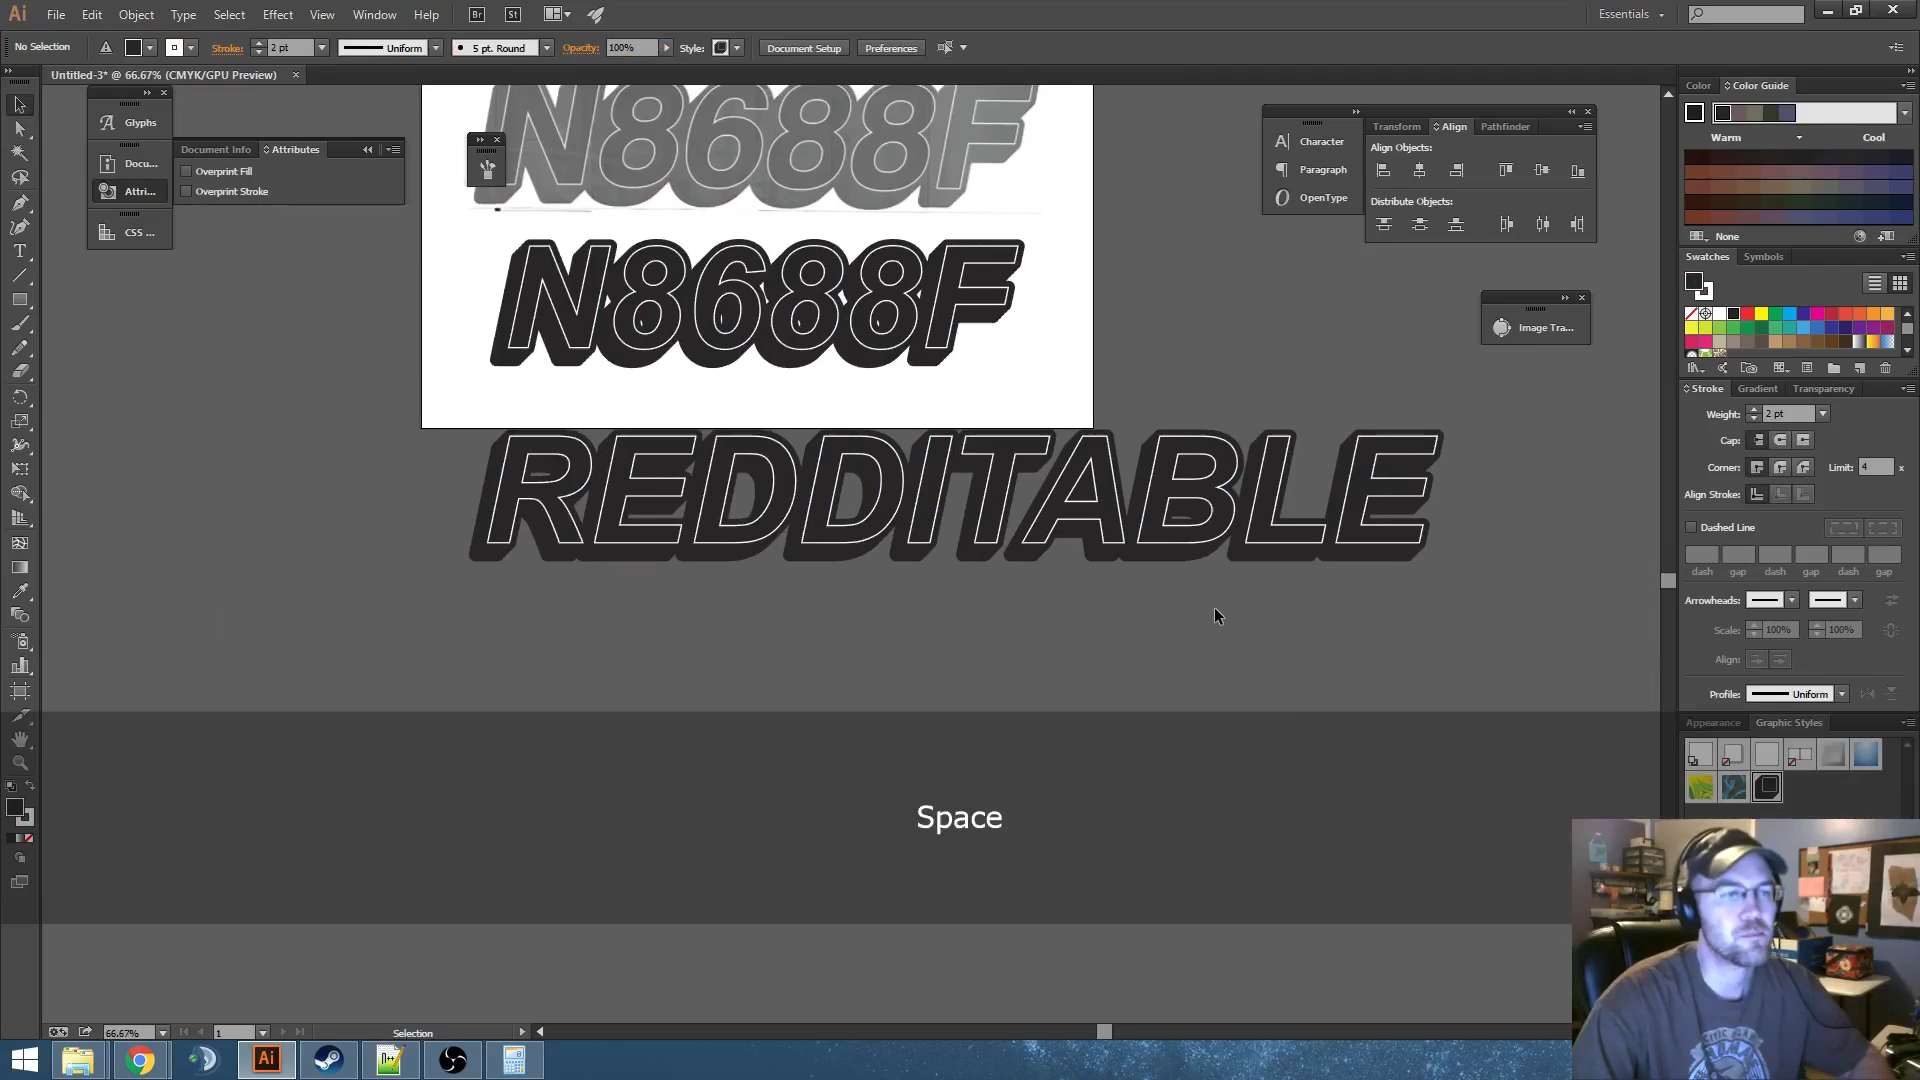 Ai File Edit Object Type Select Effect View Window Help Br St Essentials
No Selection Stroke: 2 pt Uniform 5 pt. Round Opacity: 100% Style: Document Setup Preferences
Untitled-3* @ 66.67% (CMYK/GPU Preview)
Glyphs
Docu...
Attri...
CSS ...
Document Info Attributes
Overprint Fill
Overprint Stroke
N8688F
N8688F
REDDITABLE
Character
Paragraph
OpenType
Transform Align Pathfinder
Align Objects:
Distribute Objects:
Image Tra...
Color Color Guide
Warm Cool
None
Swatches Symbols
Stroke Gradient Transparency
Weight: 2 pt
Cap:
Corner: Limit: 4 x
Align Stroke:
Dashed Line
dash gap dash gap dash gap
Arrowheads:
Scale: 100% 100%
Align:
Profile: Uniform
Appearance Graphic Styles
Space
66.67% 1 Selection
Ai